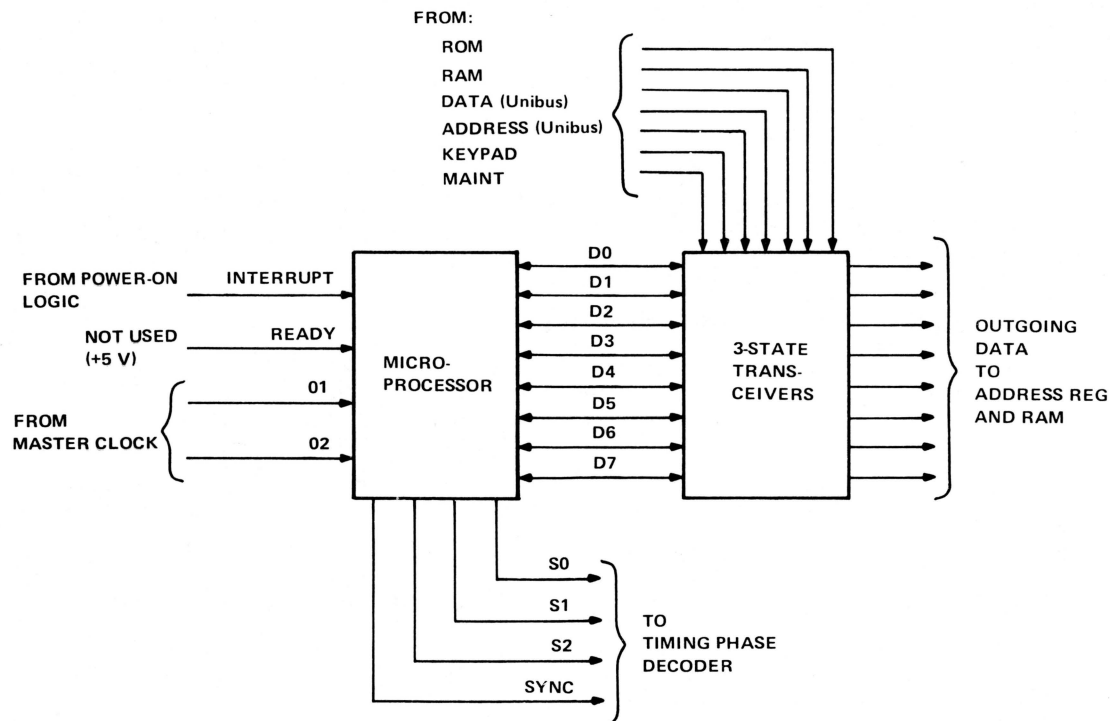 FROM:
ROM
RAM
DATA (Unibus)
ADDRESS (Unibus)
KEYPAD
MAINT
FROM POWER-ON
LOGIC
INTERRUPT
NOT USED
(+5 V)
READY
FROM
MASTER CLOCK
01
02
MICRO-
PROCESSOR
D0
D1
D2
D3
D4
D5
D6
D7
3-STATE
TRANS-
CEIVERS
OUTGOING
DATA
TO
ADDRESS REG
AND RAM
S0
S1
S2
SYNC
TO
TIMING PHASE
DECODER